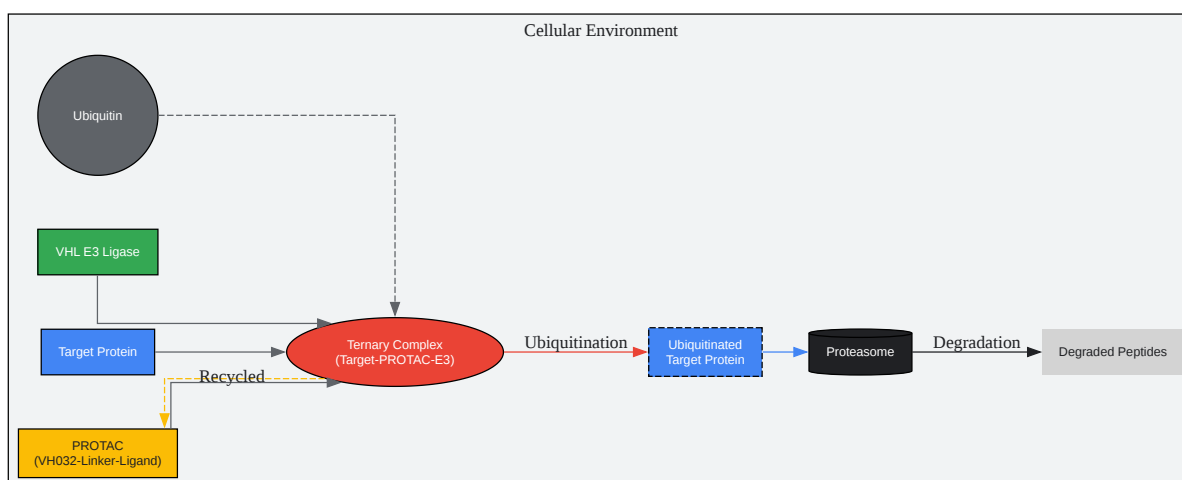 Cellular Environment
Ubiquitin
VHL E3 Ligase
Target Protein
Recycled
PROTAC
(VH032-Linker-Ligand)
Ternary Complex
(Target-PROTAC-E3)
Ubiquitination
Ubiquitinated
Target Protein
Proteasome
Degradation
Degraded Peptides